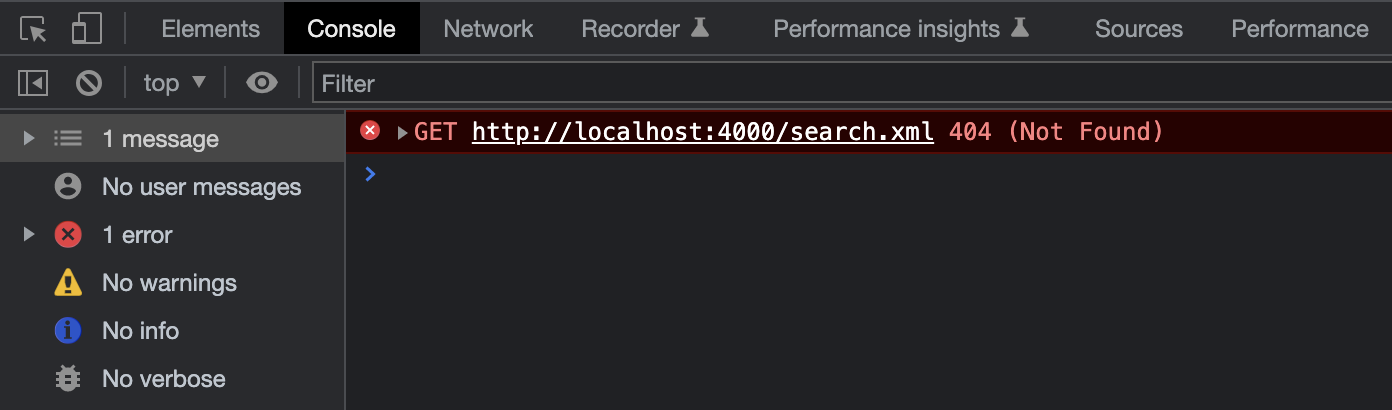 Elements Console Network Recorder Performance insights Sources Performance
top Filter
1 message
GET http://localhost:4000/search.xml 404 (Not Found)
No user messages
1 error
No warnings
No info
No verbose